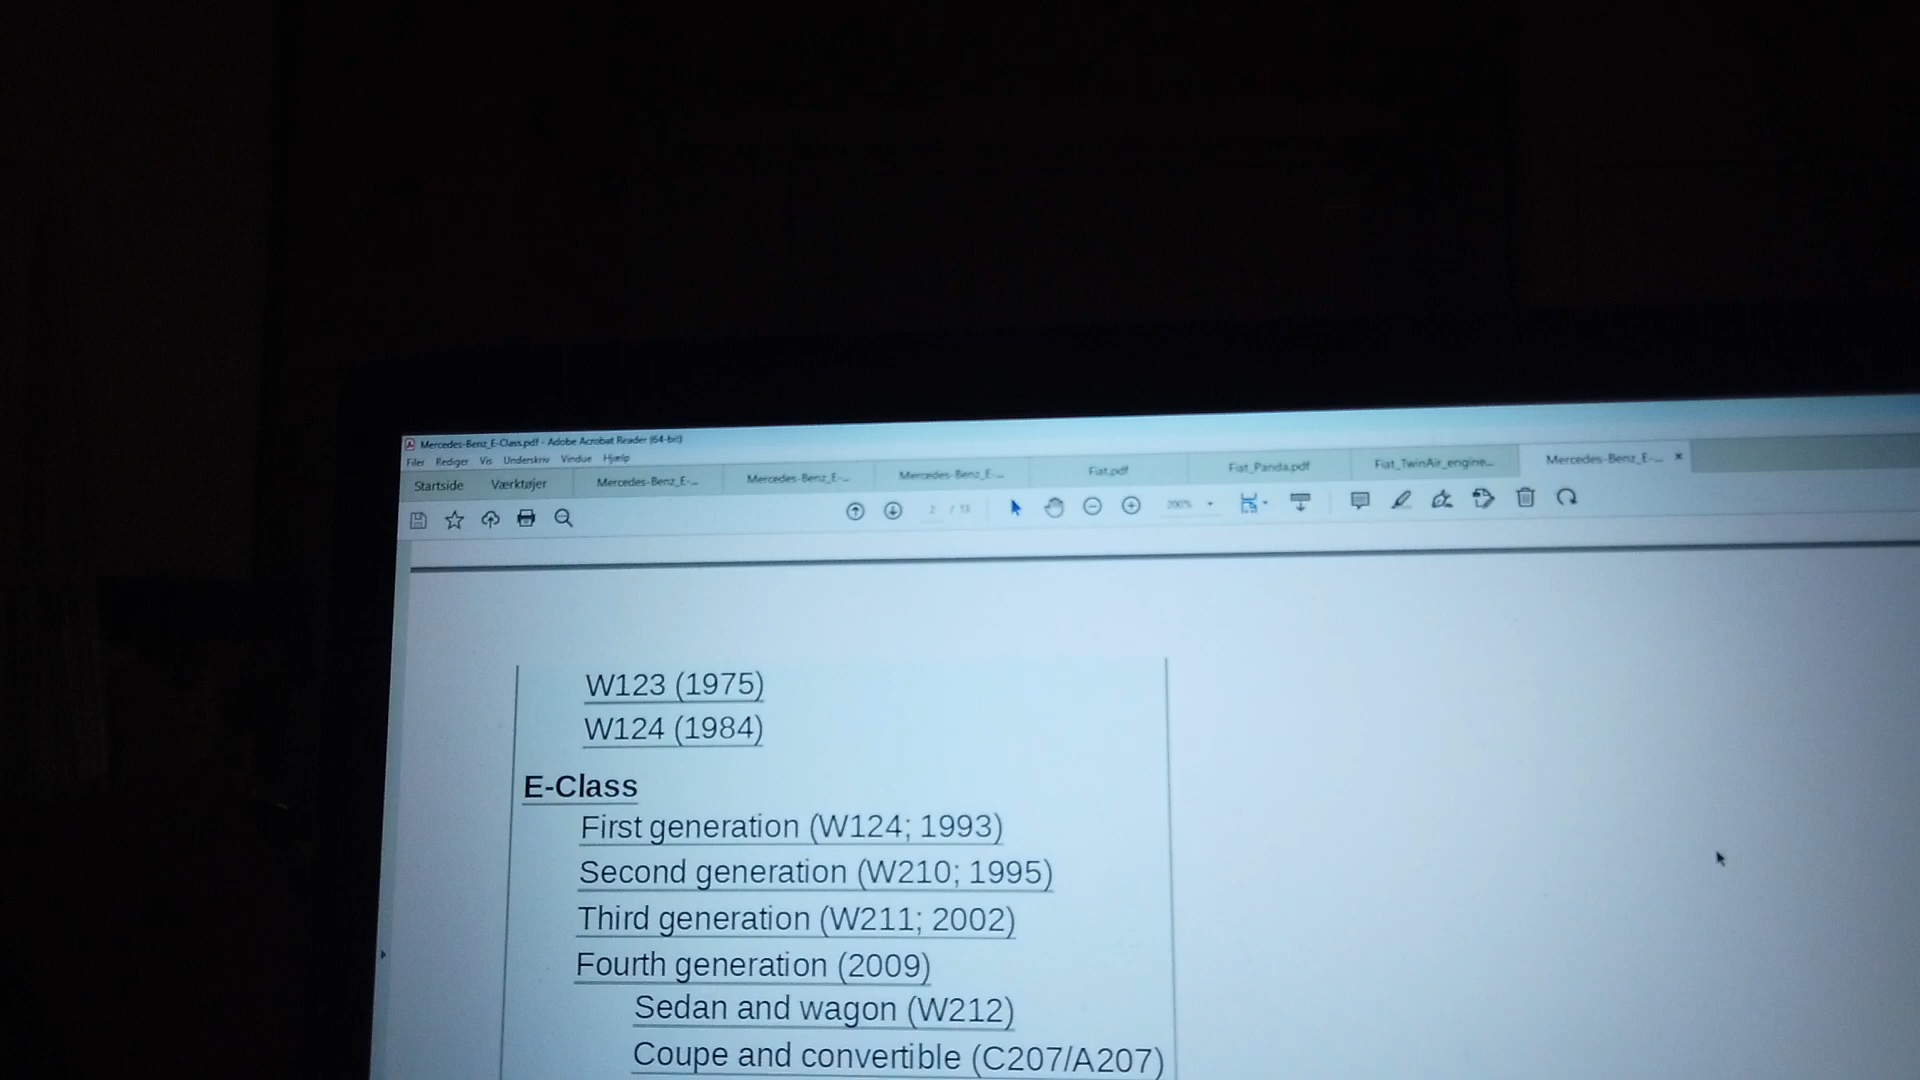 Mercedes-Benz_E-Class.pdf - Adobe Acrobat Reader (64-bit)
Filer Rediger Vis Underskriv Vindue Hjælp
Startside Værktøjer Mercedes-Benz_E-... Mercedes-Benz_E-... Mercedes-Benz_E-... Fiat.pdf Fiat_Panda.pdf Fiat_TwinAir_engine... Mercedes-Benz_E-... ×
2 / 13 200%
W123 (1975)
W124 (1984)
E-Class
First generation (W124; 1993)
Second generation (W210; 1995)
Third generation (W211; 2002)
Fourth generation (2009)
Sedan and wagon (W212)
Coupe and convertible (C207/A207)